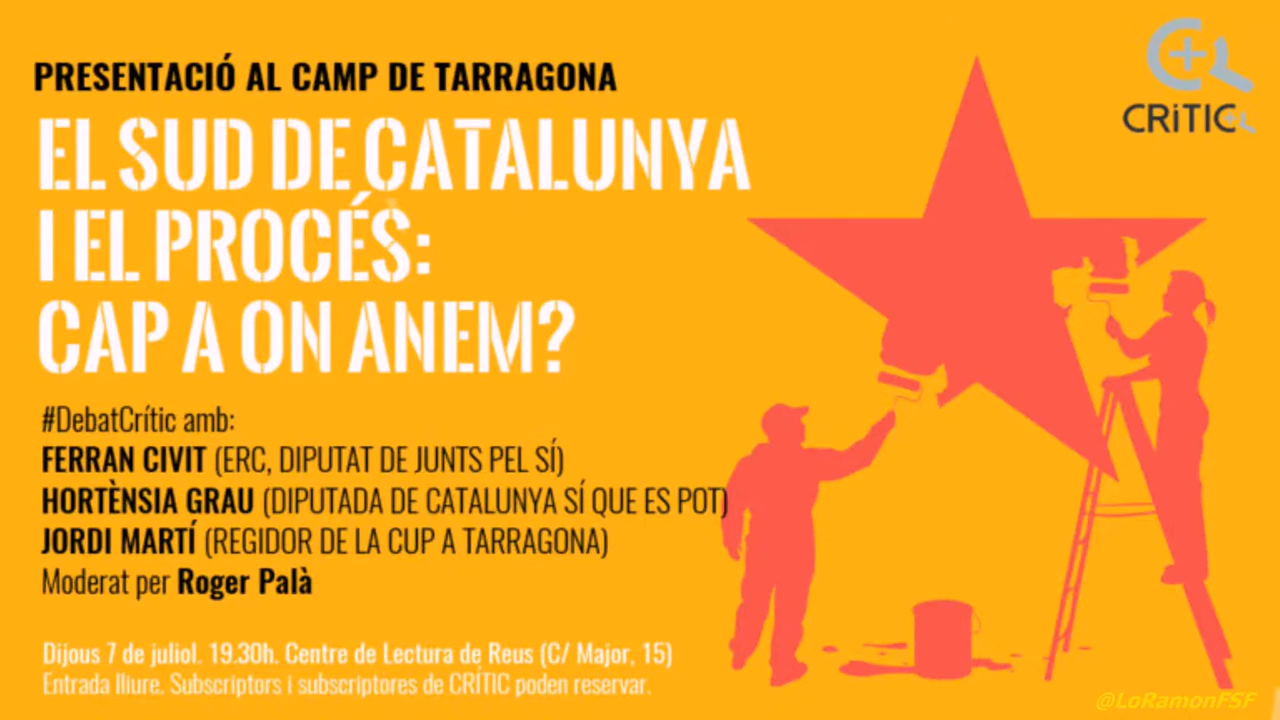 PRESENTACIÓ AL CAMP DE TARRAGONA
EL SUD DE CATALUNYA
I EL PROCÉS:
CAP A ON ANEM?
#DebatCrític amb:
FERRAN CIVIT (ERC, DIPUTAT DE JUNTS PEL SÍ)
HORTÈNSIA GRAU (DIPUTADA DE CATALUNYA SÍ QUE ES POT)
JORDI MARTÍ (REGIDOR DE LA CUP A TARRAGONA)
Moderat per Roger Palà
Dijous 7 de juliol. 19.30h. Centre de Lectura de Reus (C/ Major, 15)
Entrada lliure. Subscriptors i subscriptores de CRÍTIC poden reservar.
CRiTIC
@LoRamonFSF